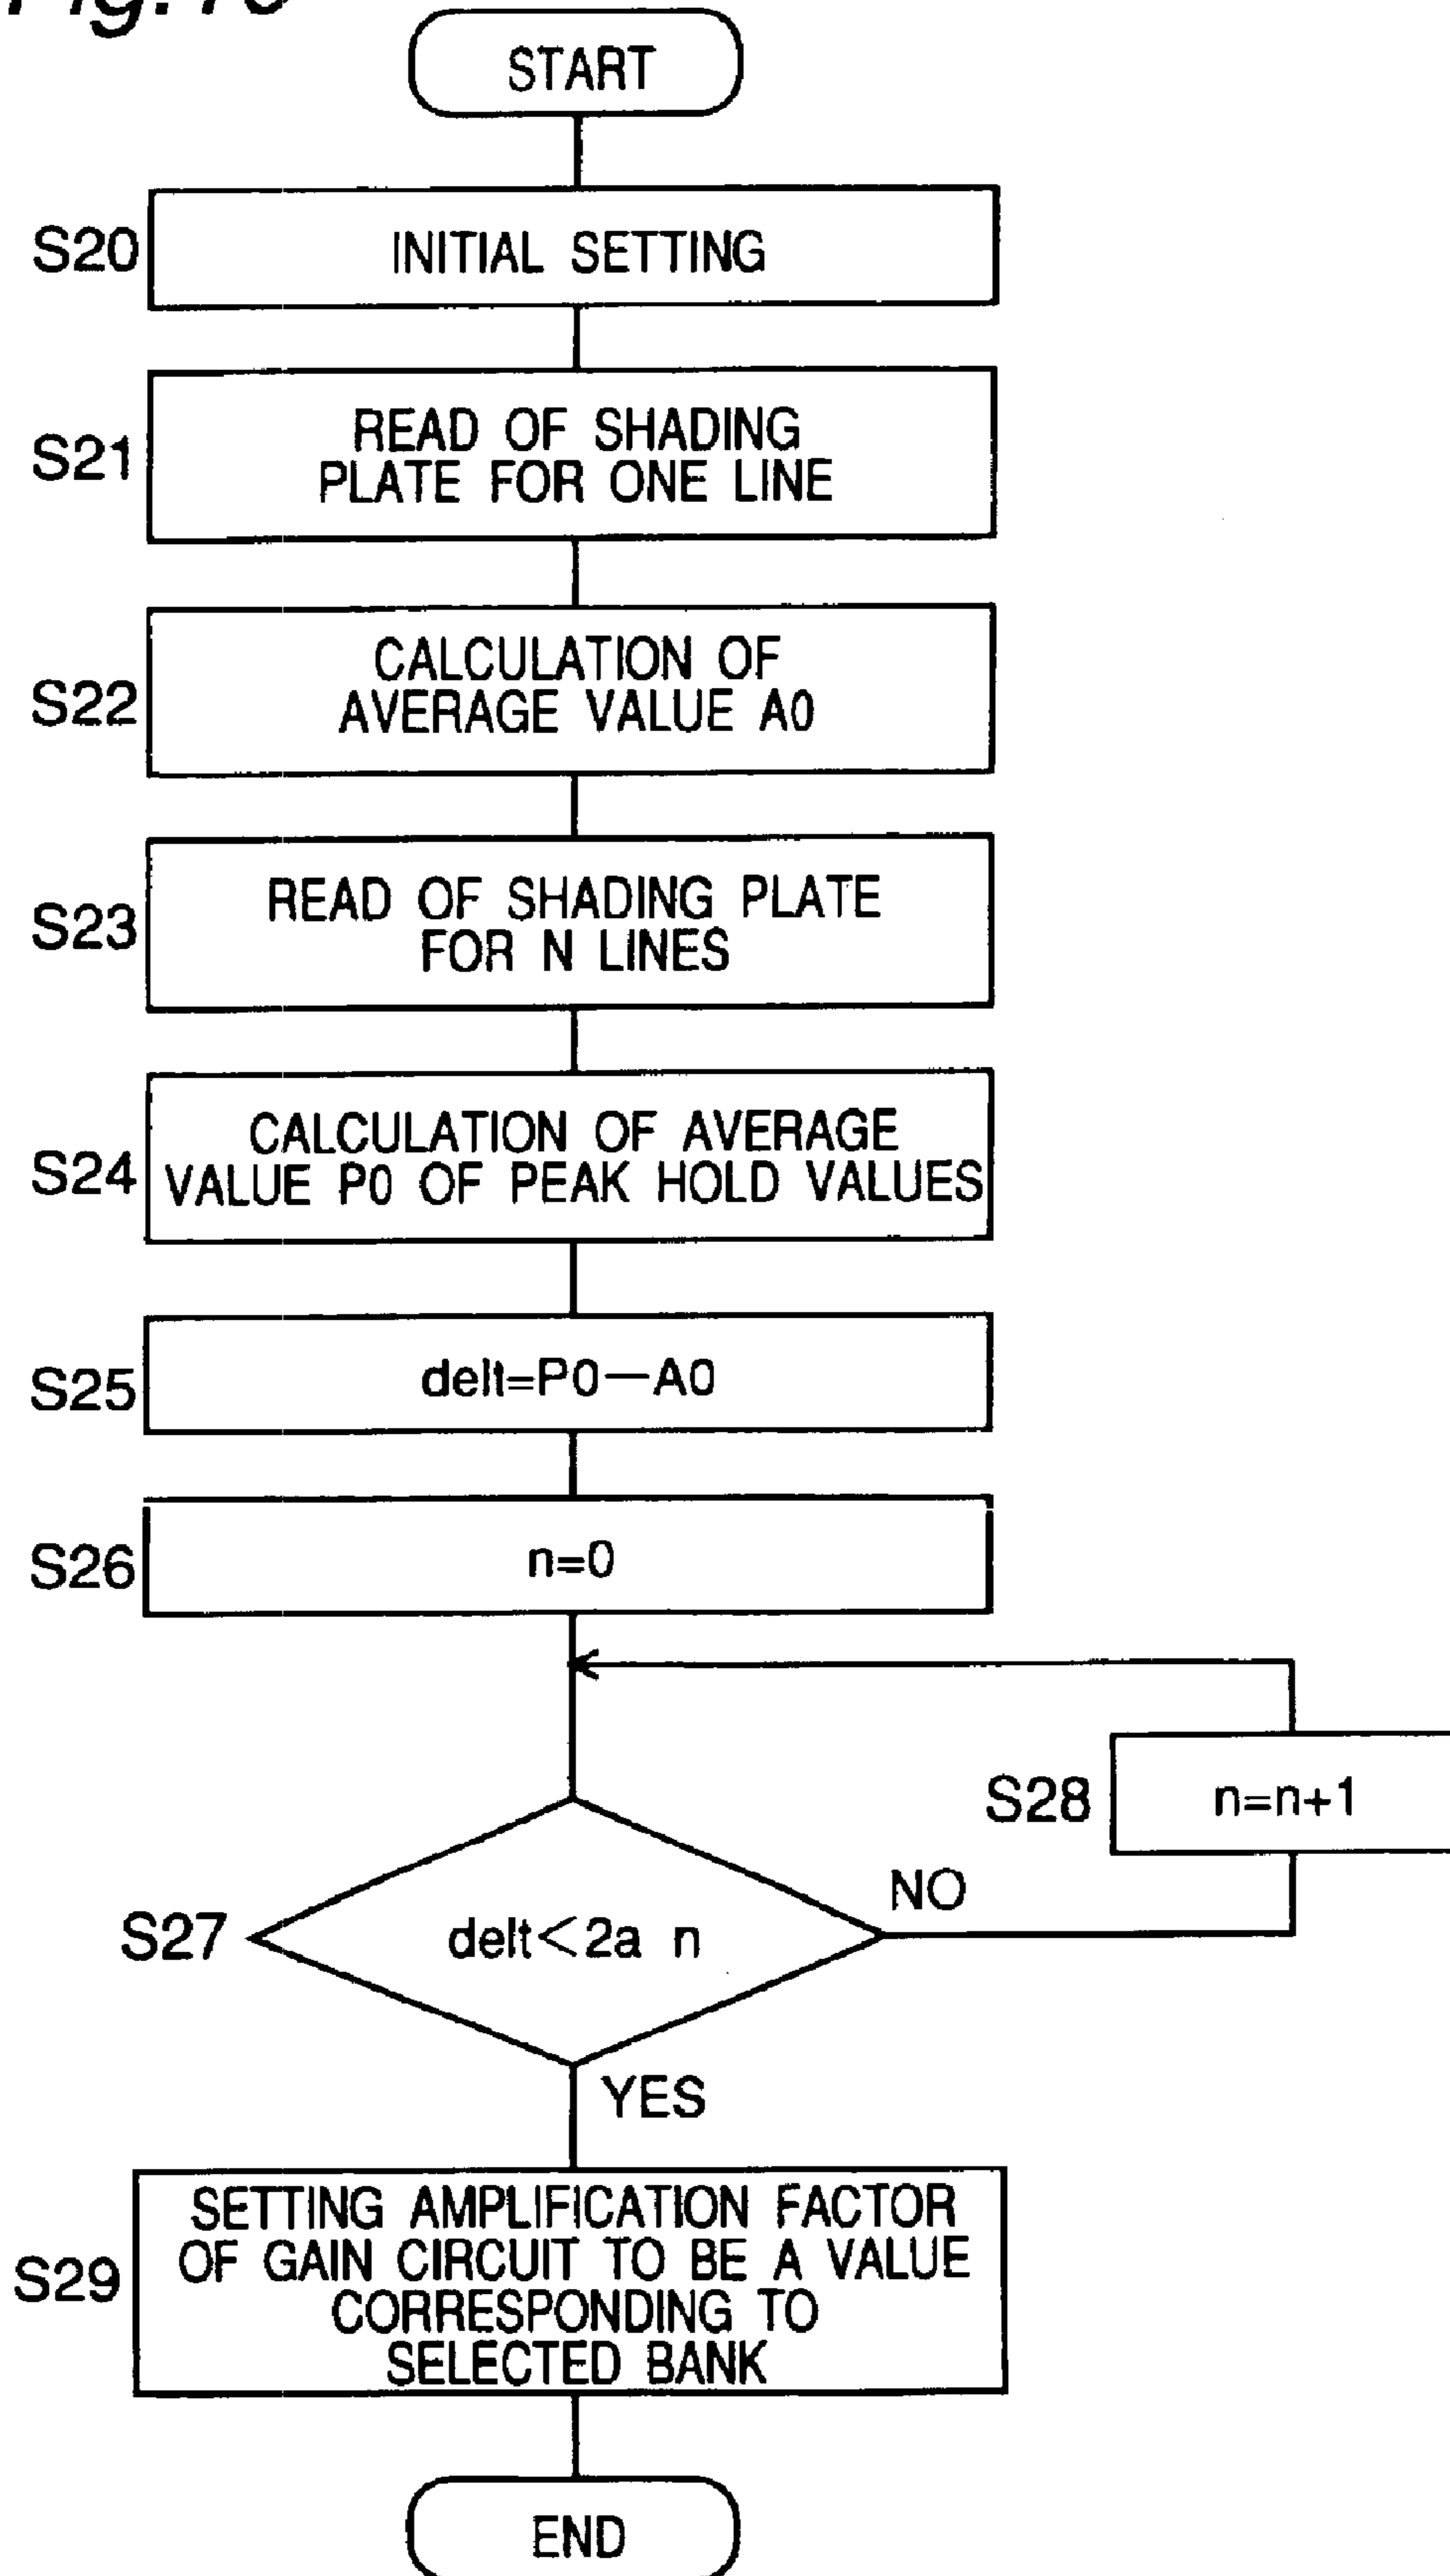 START
S20
INITIAL SETTING
S21
READ OF SHADING
PLATE FOR ONE LINE
S22
CALCULATION OF
AVERAGE VALUE A0
S23
READ OF SHADING PLATE
FOR N LINES
S24
CALCULATION OF AVERAGE
VALUE P0 OF PEAK HOLD VALUES
S25
delt=P0—A0
S26
n=0
S28
n=n+1
NO
S27
delt<2a n
YES
S29
SETTING AMPLIFICATION FACTOR
OF GAIN CIRCUIT TO BE A VALUE
CORRESPONDING TO
SELECTED BANK
END